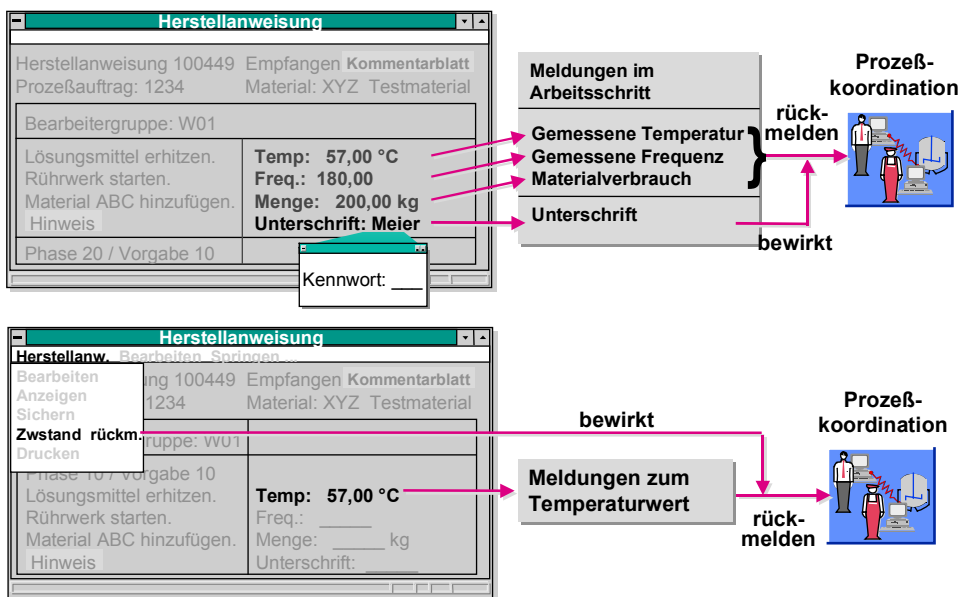 Herstellanweisung
Herstellanweisung 100449 Empfangen Kommentarblatt
Prozeßauftrag: 1234 Material: XYZ Testmaterial
Bearbeitergruppe: W01
Lösungsmittel erhitzen. Temp: 57,00 °C
Rührwerk starten. Freq.: 180,00
Material ABC hinzufügen. Menge: 200,00 kg
Hinweis Unterschrift: Meier
Phase 20 / Vorgabe 10
Kennwort: ___
Meldungen im
Arbeitsschritt
Gemessene Temperatur
Gemessene Frequenz
Materialverbrauch
Unterschrift
rück-
melden
bewirkt
Prozeß-
koordination
Herstellanweisung
Herstellanw. Bearbeiten Springen ...
Bearbeiten
Anzeigen
Sichern
Zwstand rückm.
Drucken
ung 100449 Empfangen Kommentarblatt
1234 Material: XYZ Testmaterial
ruppe: W01
Phase 10 / Vorgabe 10
Lösungsmittel erhitzen. Temp: 57,00 °C
Rührwerk starten. Freq.: _____
Material ABC hinzufügen. Menge: _____ kg
Hinweis Unterschrift: _____
bewirkt
Meldungen zum
Temperaturwert
rück-
melden
Prozeß-
koordination